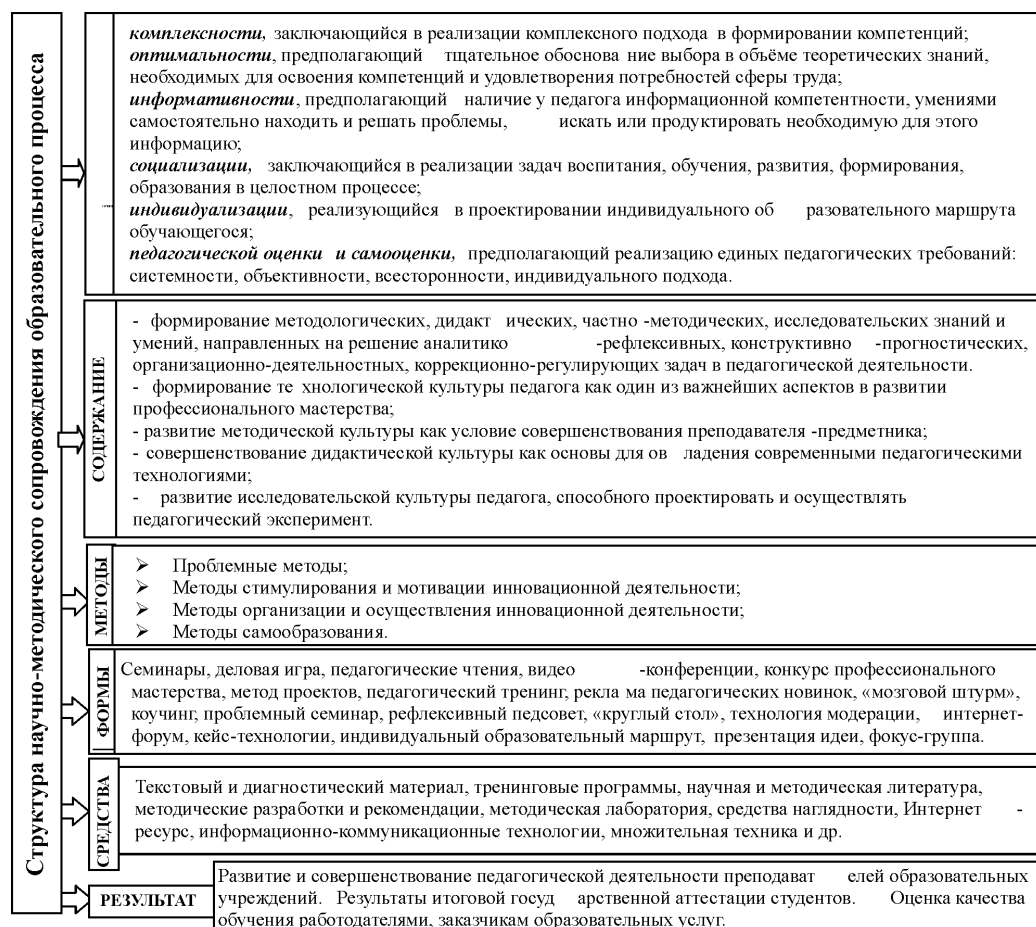 Структура научно-методического сопровождения образовательного процесса
комплексности, заключающийся в реализации комплексного подхода в формировании компетенций;
оптимальности, предполагающий тщательное обоснова ние выбора в объёме теоретических знаний,
необходимых для освоения компетенций и удовлетворения потребностей сферы труда;
информативности, предполагающий наличие у педагога информационной компетентности, умениями
самостоятельно находить и решать проблемы, искать или продуктировать необходимую для этого
информацию;
социализации, заключающийся в реализации задач воспитания, обучения, развития, формирования,
образования в целостном процессе;
индивидуализации, реализующийся в проектировании индивидуального об разовательного маршрута
обучающегося;
педагогической оценки и самооценки, предполагающий реализацию единых педагогических требований:
системности, объективности, всесторонности, индивидуального подхода.
СОДЕРЖАНИЕ
- формирование методологических, дидакт ических, частно -методических, исследовательских знаний и
умений, направленных на решение аналитико -рефлексивных, конструктивно -прогностических,
организационно-деятельностных, коррекционно-регулирующих задач в педагогической деятельности.
- формирование те хнологической культуры педагога как один из важнейших аспектов в развитии
профессионального мастерства;
- развитие методической культуры как условие совершенствования преподавателя -предметника;
- совершенствование дидактической культуры как основы для ов ладения современными педагогическими
технологиями;
- развитие исследовательской культуры педагога, способного проектировать и осуществлять
педагогический эксперимент.
МЕТОДЫ
➢ Проблемные методы;
➢ Методы стимулирования и мотивации инновационной деятельности;
➢ Методы организации и осуществления инновационной деятельности;
➢ Методы самообразования.
ФОРМЫ
Семинары, деловая игра, педагогические чтения, видео -конференции, конкурс профессионального
мастерства, метод проектов, педагогический тренинг, рекла ма педагогических новинок, «мозговой штурм»,
коучинг, проблемный семинар, рефлексивный педсовет, «круглый стол», технология модерации, интернет-
форум, кейс-технологии, индивидуальный образовательный маршрут, презентация идеи, фокус-группа.
СРЕДСТВА
Текстовый и диагностический материал, тренинговые программы, научная и методическая литература,
методические разработки и рекомендации, методическая лаборатория, средства наглядности, Интернет -
ресурс, информационно-коммуникационные технологии, множительная техника и др.
РЕЗУЛЬТАТ
Развитие и совершенствование педагогической деятельности преподават елей образовательных
учреждений. Результаты итоговой госуд арственной аттестации студентов. Оценка качества
обучения работодателями, заказчикам образовательных услуг.